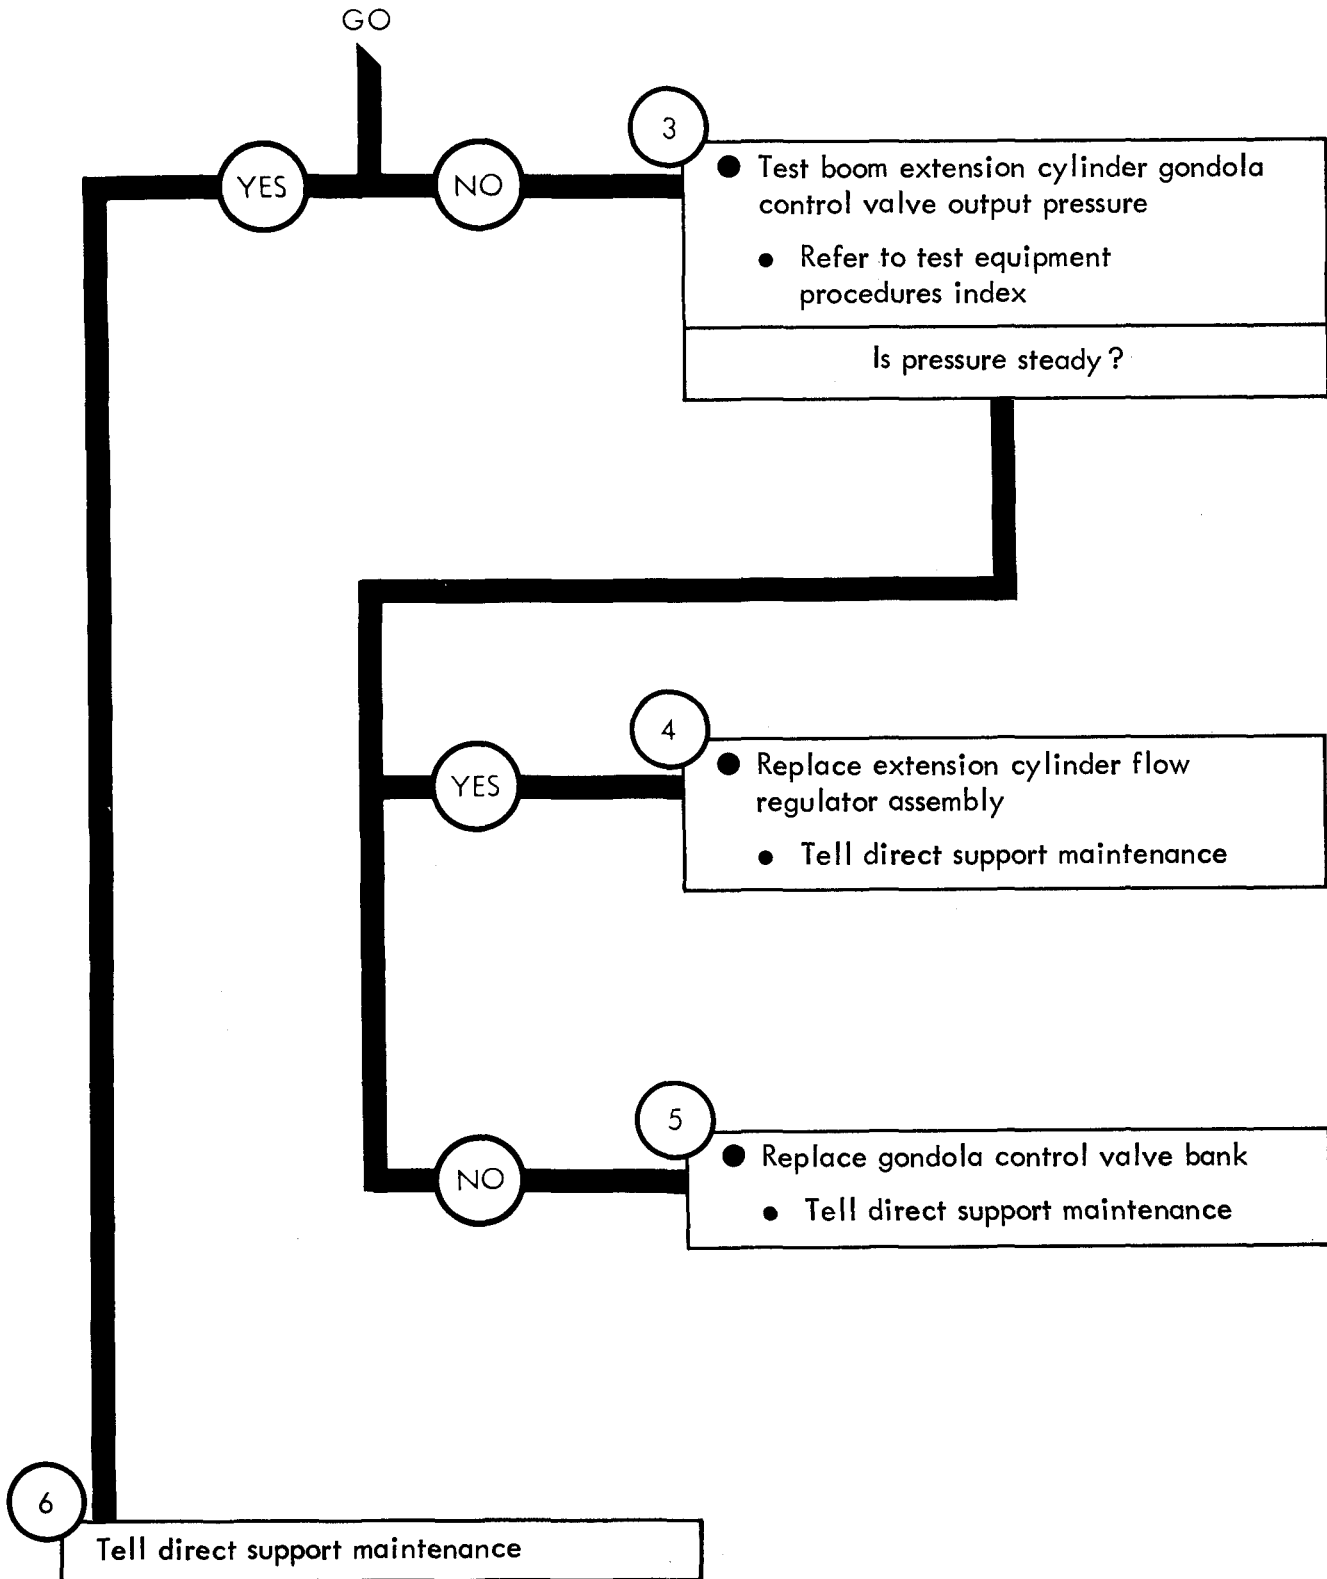 GO
YES
NO
3
● Test boom extension cylinder gondola
control valve output pressure
● Refer to test equipment
procedures index
Is pressure steady?
4
YES
● Replace extension cylinder flow
regulator assembly
● Tell direct support maintenance
5
NO
● Replace gondola control valve bank
● Tell direct support maintenance
6
Tell direct support maintenance